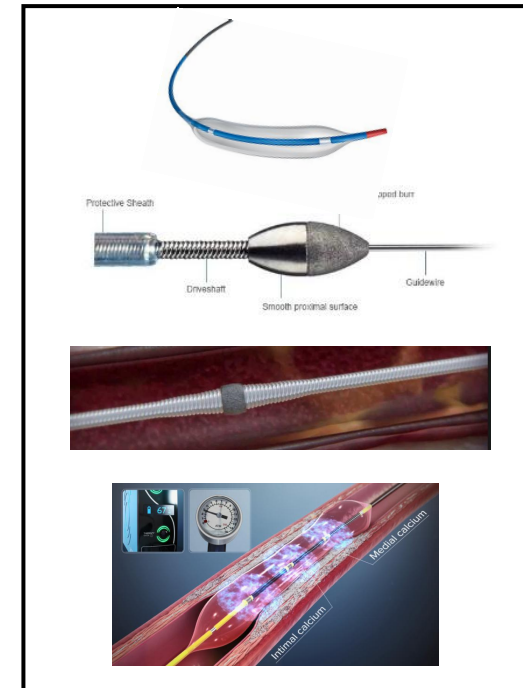 aped burr
Protective Sheath
Driveshaft
Guidewire
Smooth proximal surface
Medial calcium
Intimal calcium